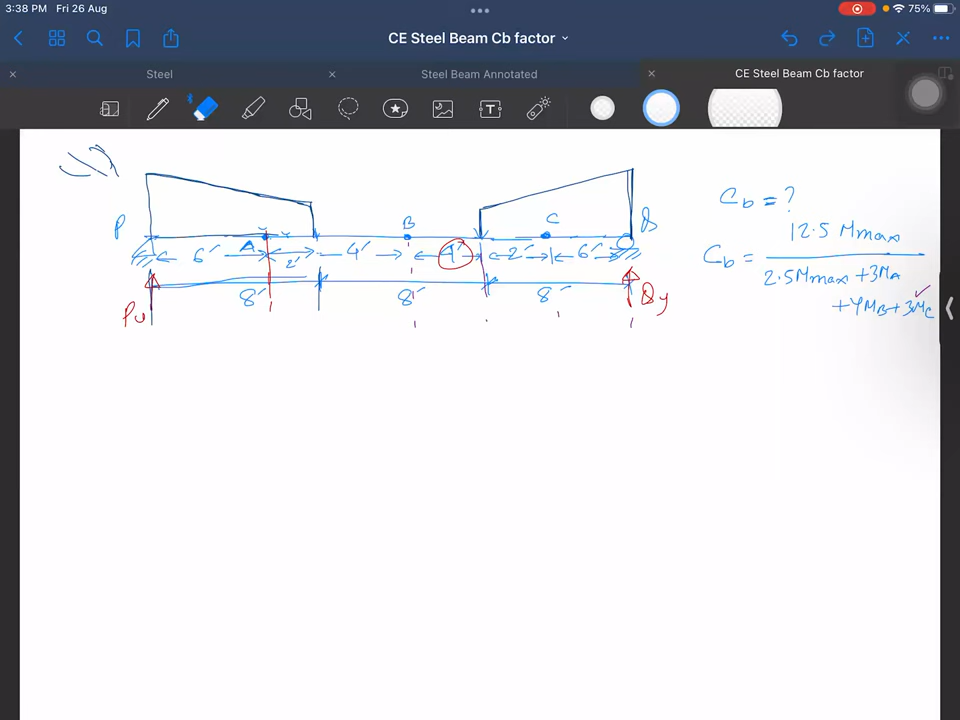 3:38 PM Fri 26 Aug
75%
CE Steel Beam Cb factor
Steel
Steel Beam Annotated
CE Steel Beam Cb factor
P
B
C
Cb = ?
12.5 Mmax
Cb =
2.5Mmax + 3MA
+ 4MB + 3MC
A
6'
2'
4'
4'
2'
6'
8'
8'
8'
Qy